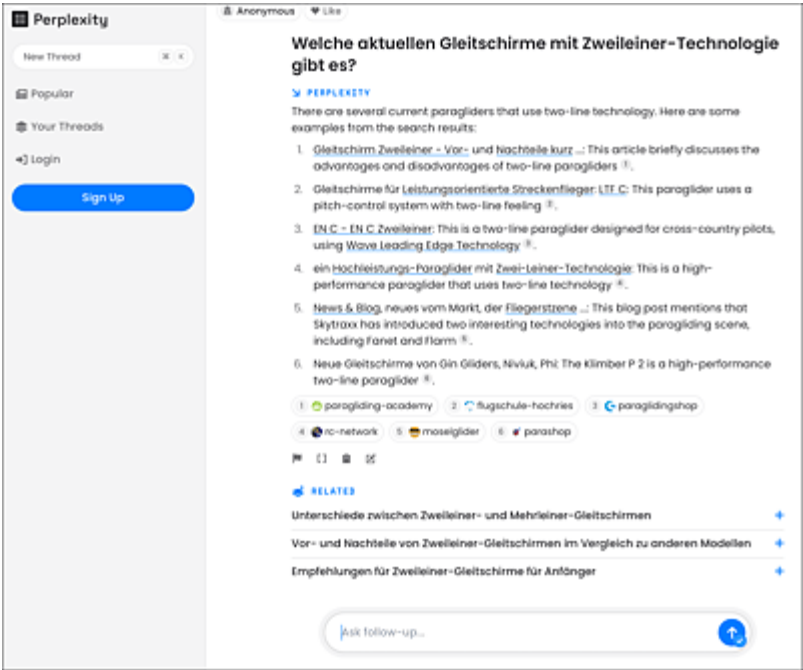 Perplexity
New Thread
⌘ K
Popular
Your Threads
Login
Sign Up
Anonymous Like
Welche aktuellen Gleitschirme mit Zweileiner-Technologie
gibt es?
PERPLEXITY
There are several current paragliders that use two-line technology. Here are some
examples from the search results:
1. Gleitschirm Zweileiner - Vor- und Nachteile kurz ...: This article briefly discusses the
advantages and disadvantages of two-line paragliders 1.
2. Gleitschirme für Leistungsorientierte Streckenflieger: LTF C: This paraglider uses a
pitch-control system with two-line feeling 2.
3. EN C - EN C Zweileiner: This is a two-line paraglider designed for cross-country pilots,
using Wave Leading Edge Technology 3.
4. ein Hochleistungs-Paraglider mit Zwei-Leiner-Technologie: This is a high-
performance paraglider that uses two-line technology 4.
5. News & Blog, neues vom Markt, der Fliegerszene ...: This blog post mentions that
Skytraxx has introduced two interesting technologies into the paragliding scene,
including Fanet and Flarm 5.
6. Neue Gleitschirme von Gin Gliders, Niviuk, Phi: The Klimber P 2 is a high-performance
two-line paraglider 6.
1 paragliding-academy 2 flugschule-hochries 3 paraglidingshop
4 rc-network 5 moselglider 6 parashop
RELATED
Unterschiede zwischen Zweileiner- und Mehrleiner-Gleitschirmen
Vor- und Nachteile von Zweileiner-Gleitschirmen im Vergleich zu anderen Modellen
Empfehlungen für Zweileiner-Gleitschirme für Anfänger
Ask follow-up...